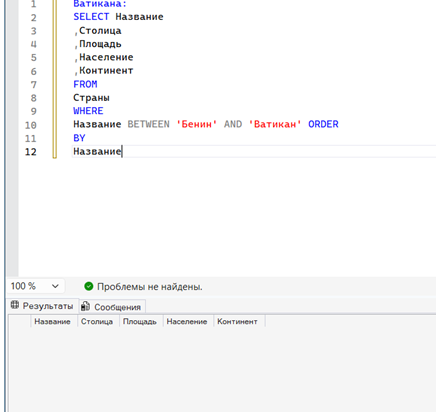 1 Ватикана:
2 SELECT Название
3 ,Столица
4 ,Площадь
5 ,Население
6 ,Континент
7 FROM
8 Страны
9 WHERE
10 Название BETWEEN 'Бенин' AND 'Ватикан' ORDER
11 BY
12 Название
100 % Проблемы не найдены.
Результаты Сообщения
Название Столица Площадь Население Континент